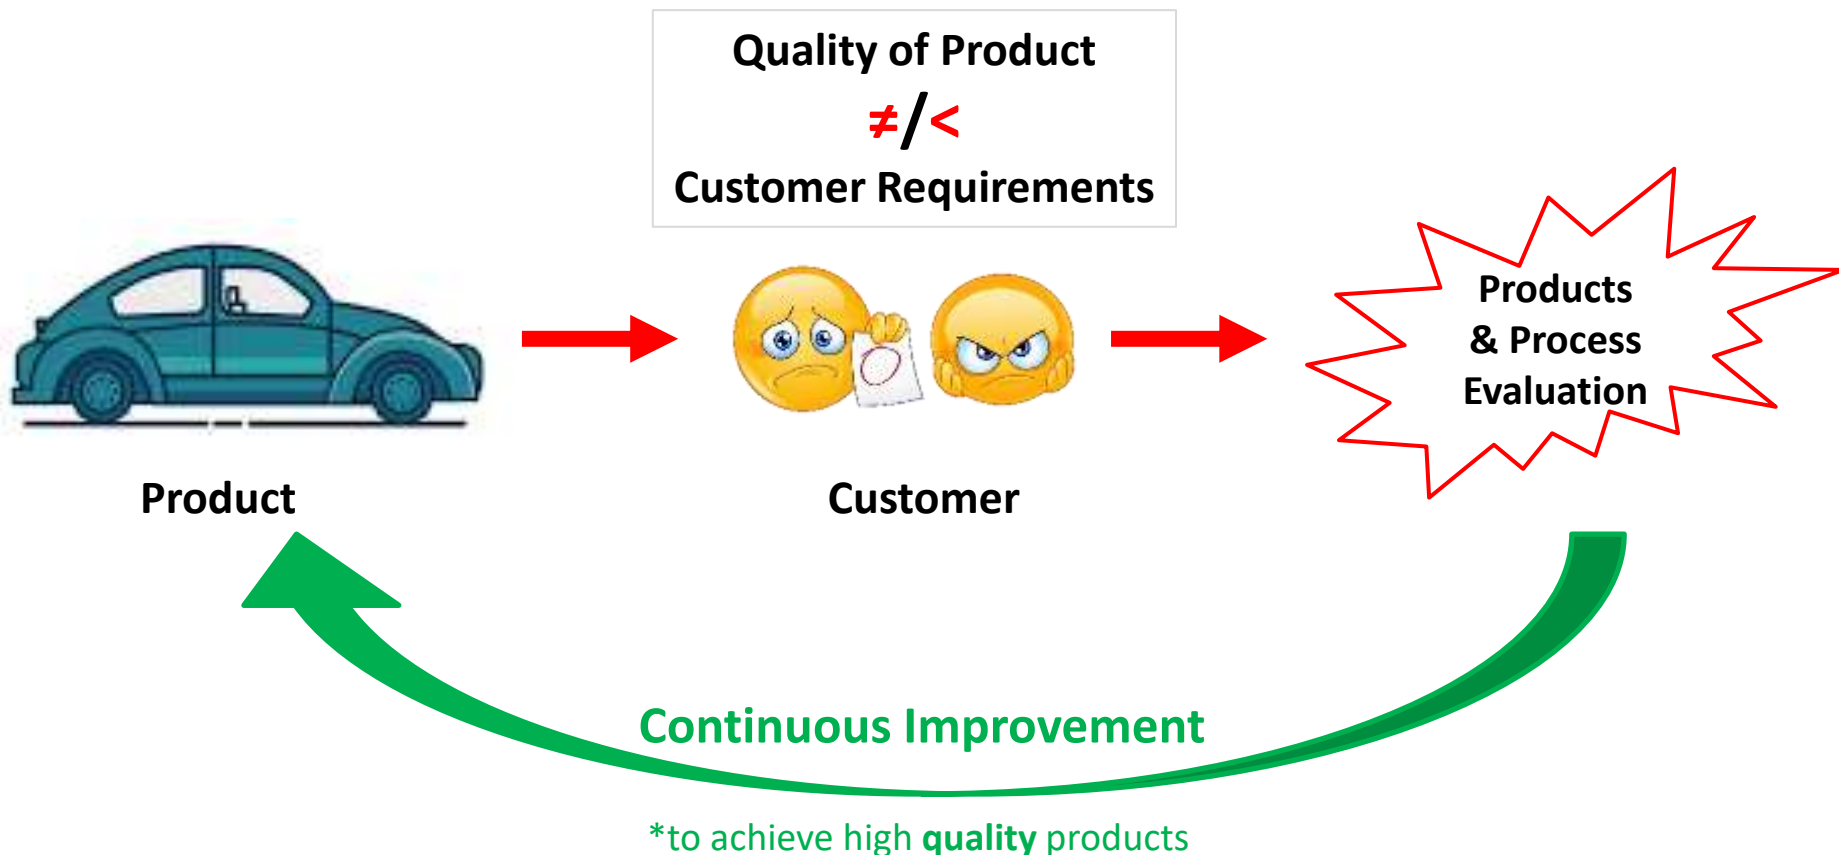 Quality of Product
≠/<
Customer Requirements
Products
& Process
Evaluation
Product
Customer
Continuous Improvement
*to achieve high quality products